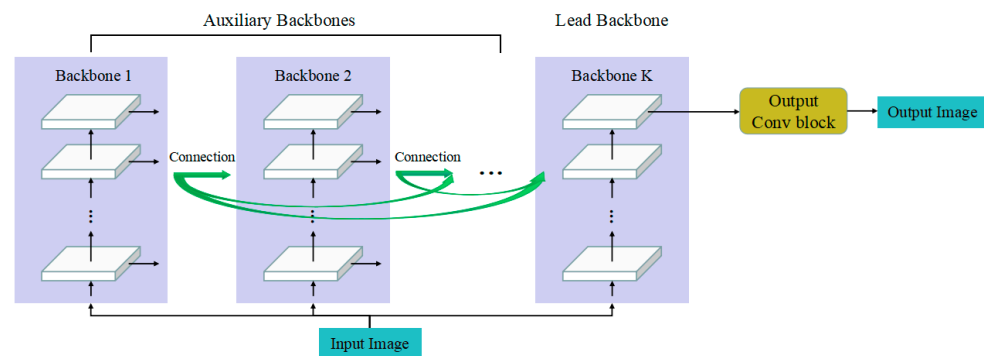 Auxiliary Backbones
Lead Backbone
Backbone 1
Backbone 2
Backbone K
Connection
Connection
...
...
...
...
Output
Conv block
Output Image
Input Image